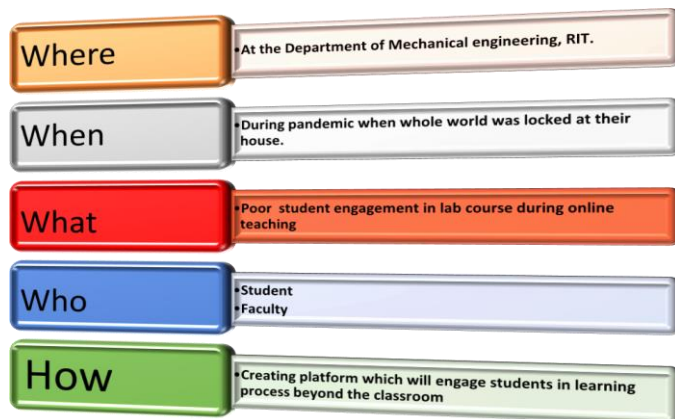 Where
•At the Department of Mechanical engineering, RIT.
When
•During pandemic when whole world was locked at their
house.
What
•Poor student engagement in lab course during online
teaching
Who
•Student
•Faculty
How
•Creating platform which will engage students in learning
process beyond the classroom